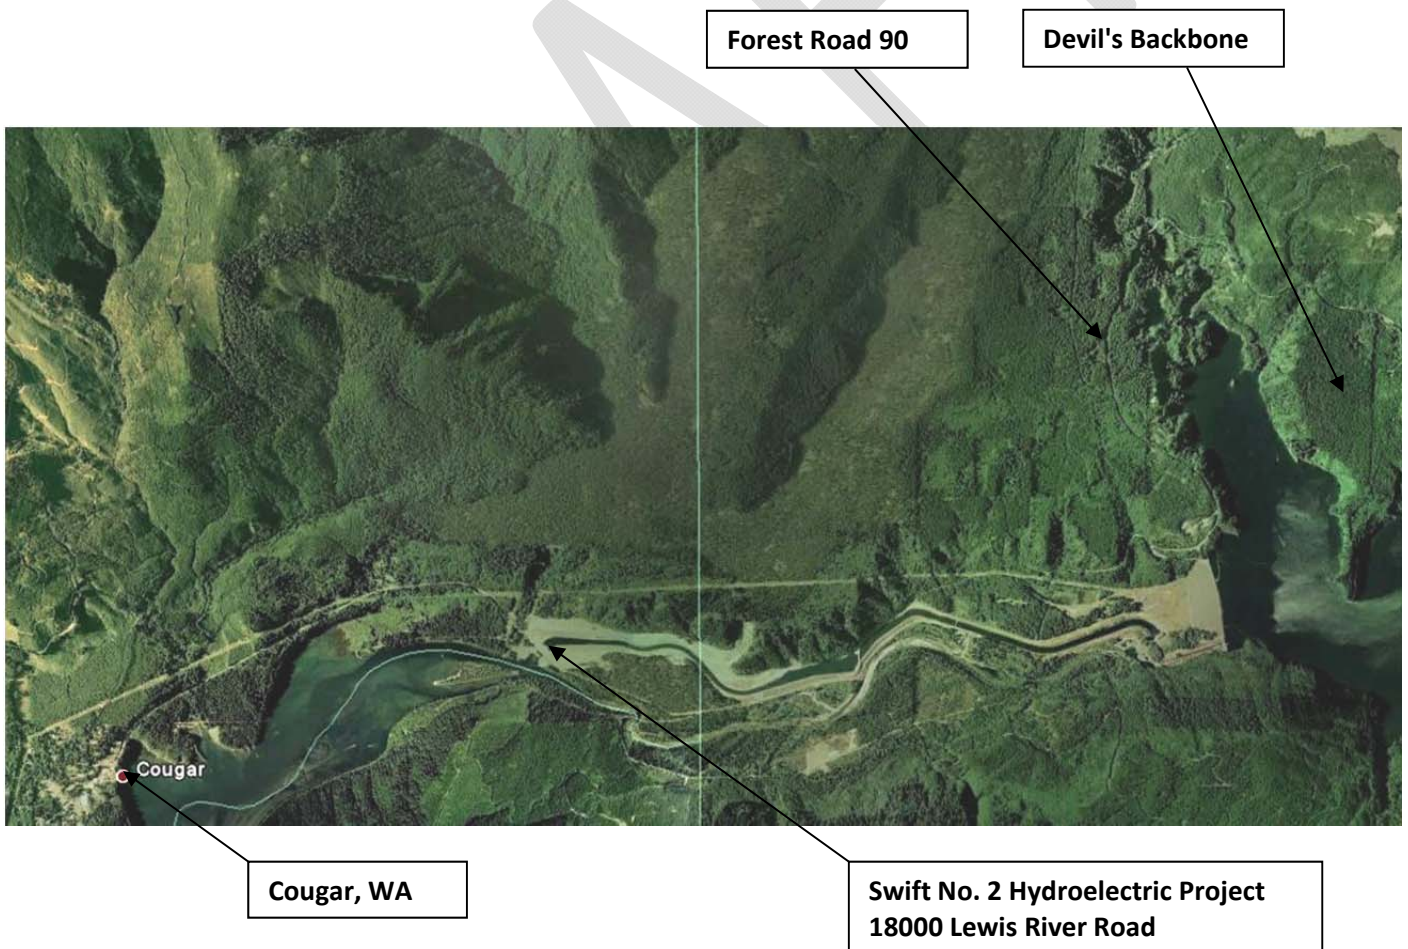 Forest Road 90
Devil's Backbone
Cougar
Cougar, WA
Swift No. 2 Hydroelectric Project
18000 Lewis River Road